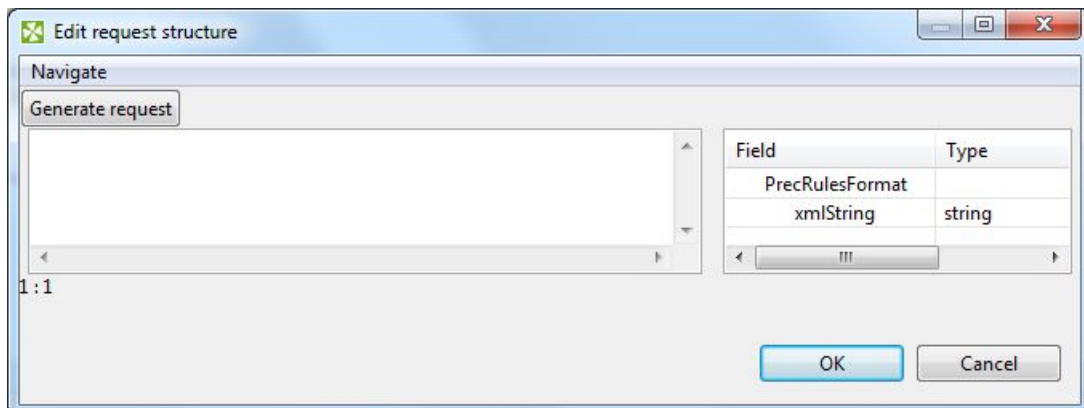 Edit request structure
Navigate
Generate request
Field Type
PrecRulesFormat
xmlString string
1:1
OK Cancel